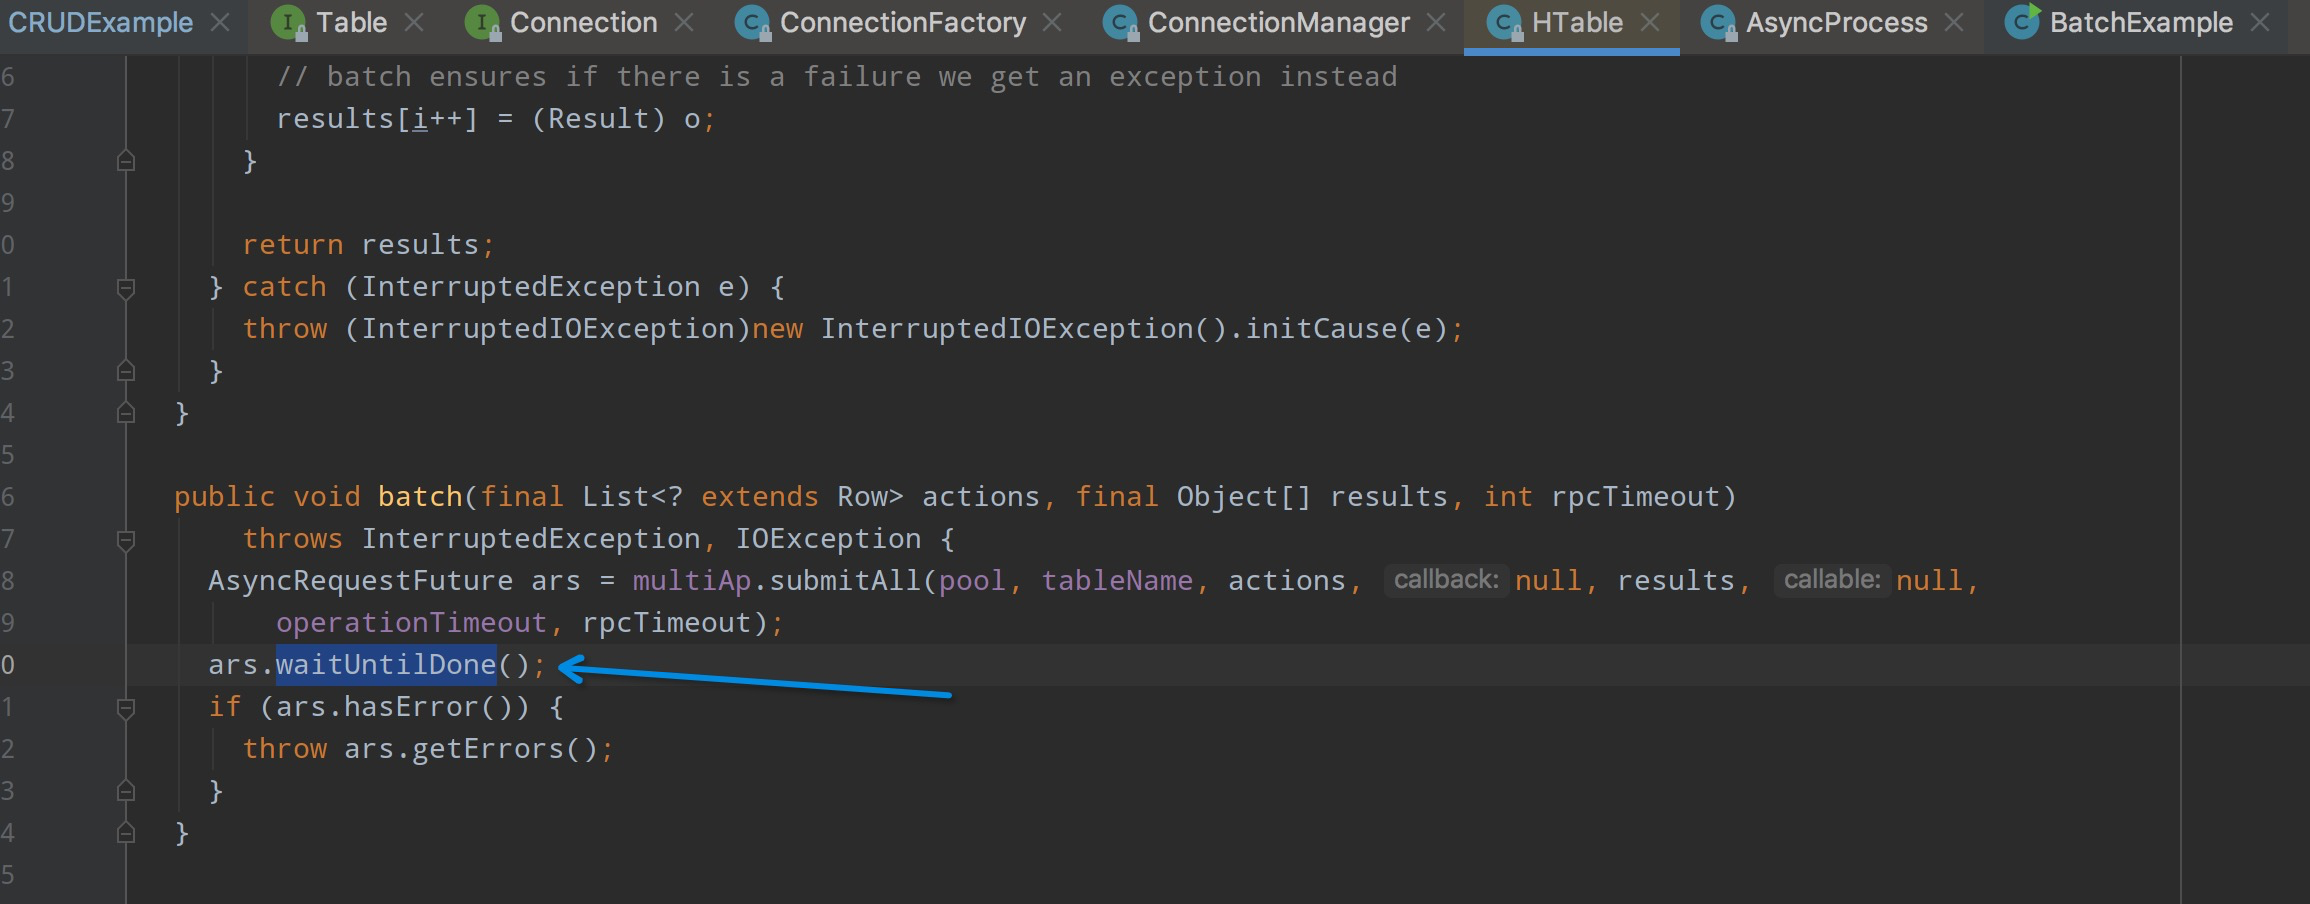 CRUDExample Table Connection ConnectionFactory ConnectionManager HTable AsyncProcess BatchExample
6 // batch ensures if there is a failure we get an exception instead
7 results[i++] = (Result) o;
8 }
9
0 return results;
1 } catch (InterruptedException e) {
2 throw (InterruptedIOException)new InterruptedIOException().initCause(e);
3 }
4 }
5
6 public void batch(final List<? extends Row> actions, final Object[] results, int rpcTimeout)
7 throws InterruptedException, IOException {
8 AsyncRequestFuture ars = multiAp.submitAll(pool, tableName, actions, callback: null, results, callable: null,
9 operationTimeout, rpcTimeout);
0 ars.waitUntilDone();
1 if (ars.hasError()) {
2 throw ars.getErrors();
3 }
4 }
5